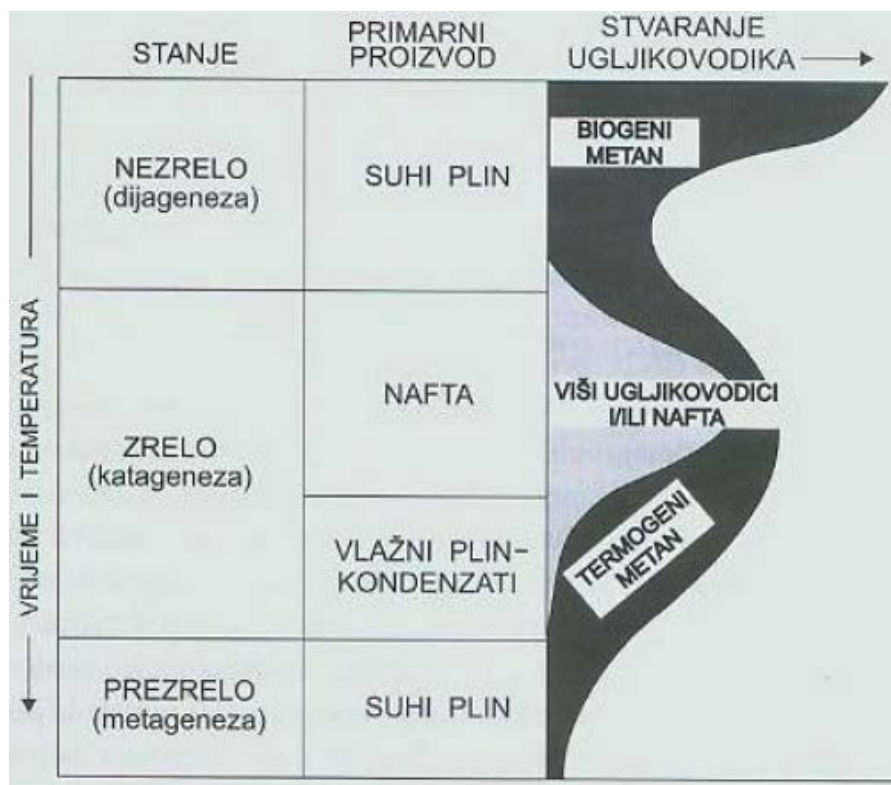 STANJE
PRIMARNI
PROIZVOD
STVARANJE
UGLJIKOVODIKA
VRIJEME I TEMPERATURA
NEZRELO
(dijageneza)
SUHI PLIN
BIOGENI
METAN
ZRELO
(katageneza)
NAFTA
VIŠI UGLJIKOVODICI
I/ILI NAFTA
VLAŽNI PLIN-
KONDENZATI
TERMOGENI
METAN
PREZRELO
(metageneza)
SUHI PLIN